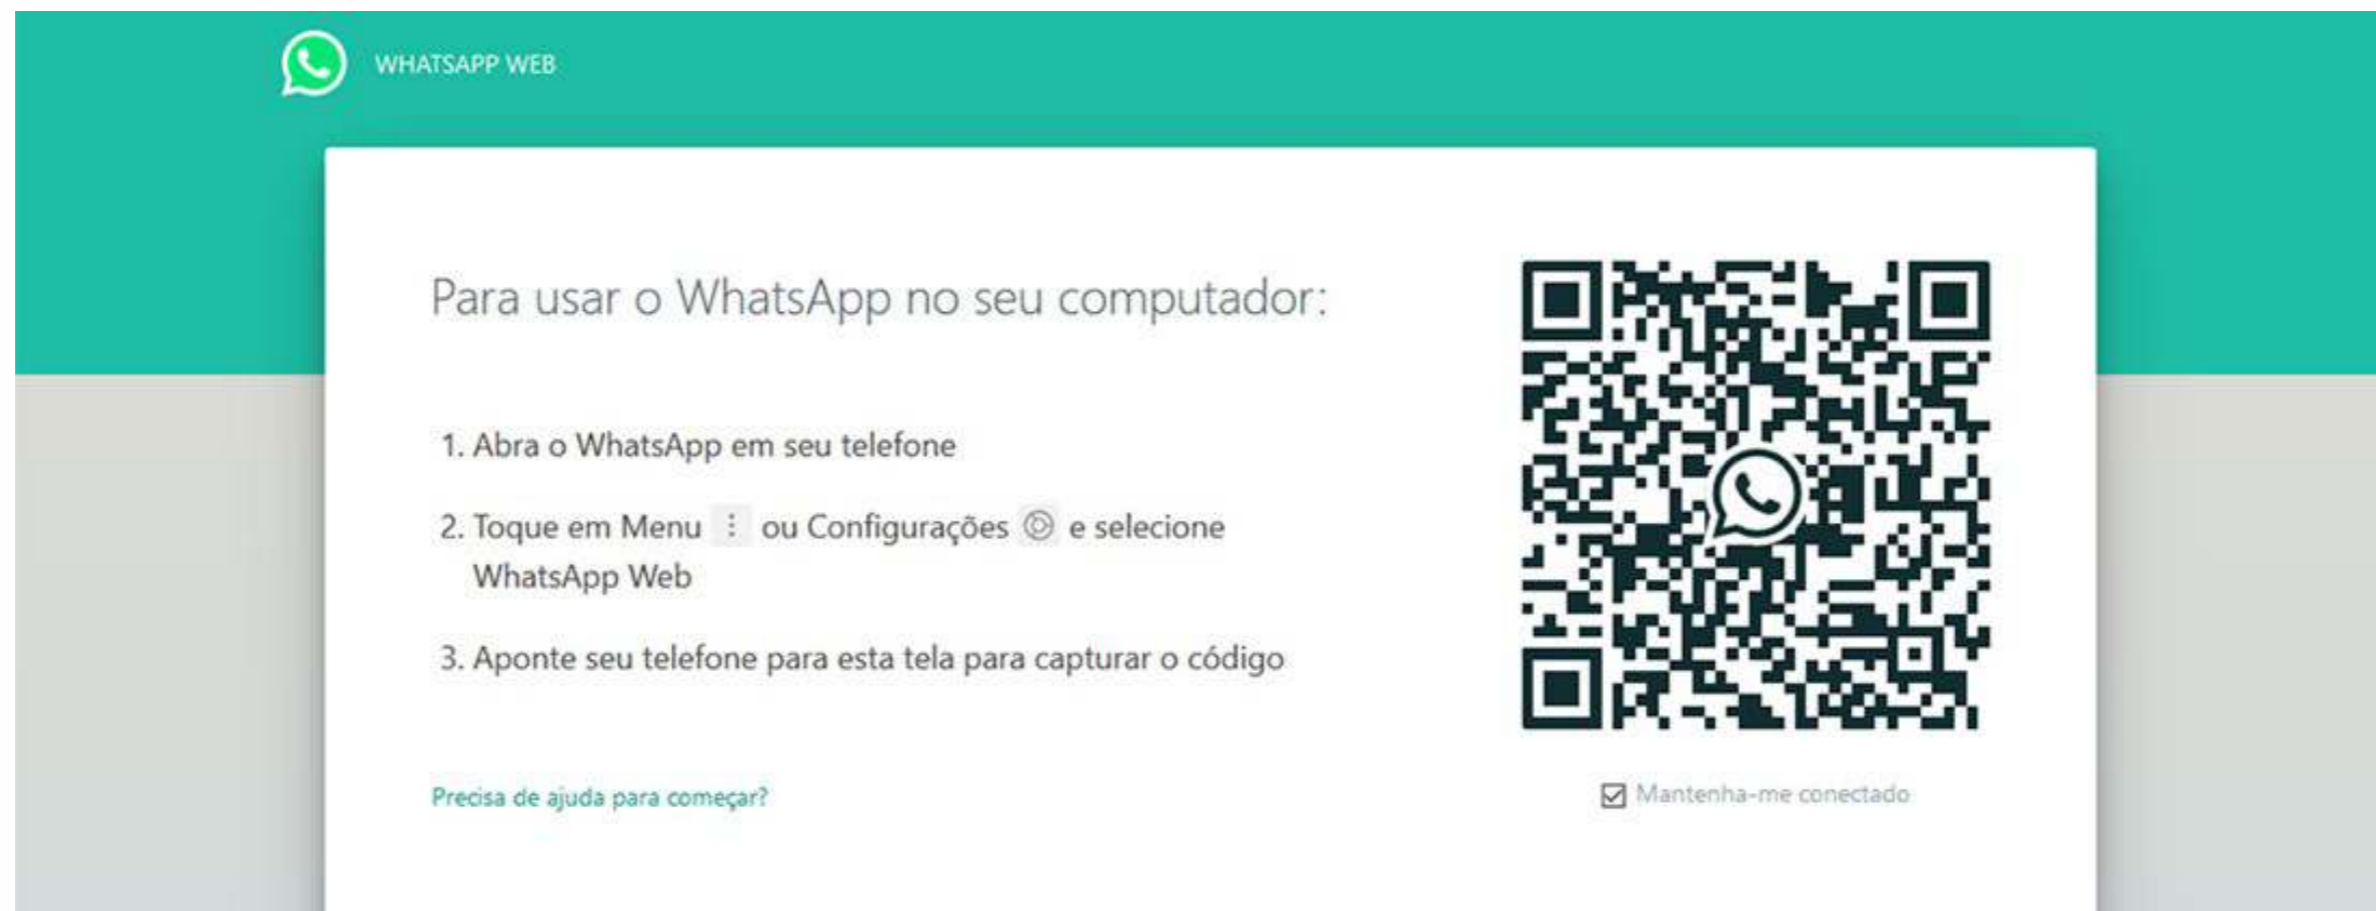 WHATSAPP WEB
Para usar o WhatsApp no seu computador:
1. Abra o WhatsApp em seu telefone
2. Toque em Menu ou Configurações e selecione
WhatsApp Web
3. Aponte seu telefone para esta tela para capturar o código
Precisa de ajuda para começar?
Mantenha-me conectado